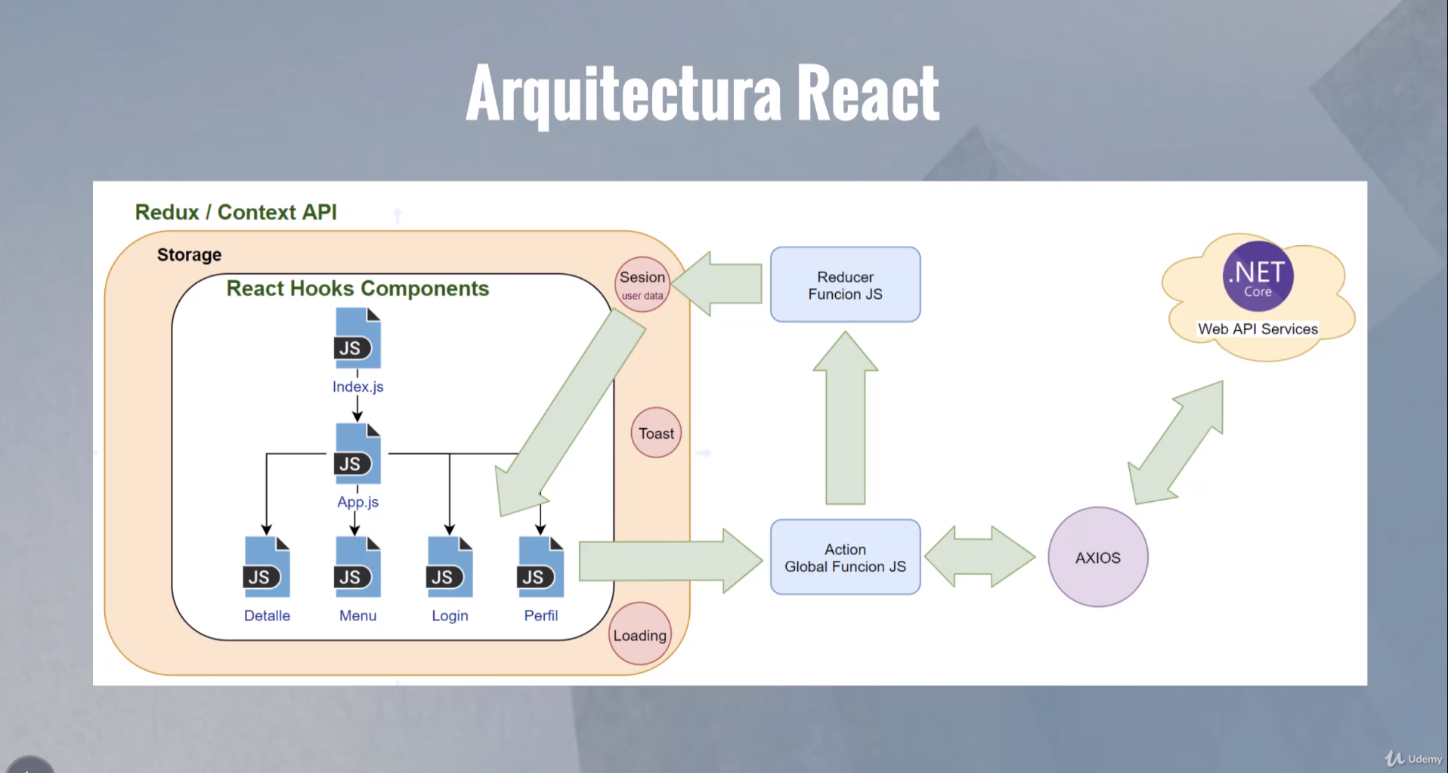 Arquitectura React
Redux / Context API
Storage
React Hooks Components
JS
Index.js
JS
App.js
JS
JS
JS
JS
Detalle
Menu
Login
Perfil
Sesion
user data
Toast
Loading
Reducer
Funcion JS
Action
Global Funcion JS
AXIOS
.NET
Core
Web API Services
Udemy